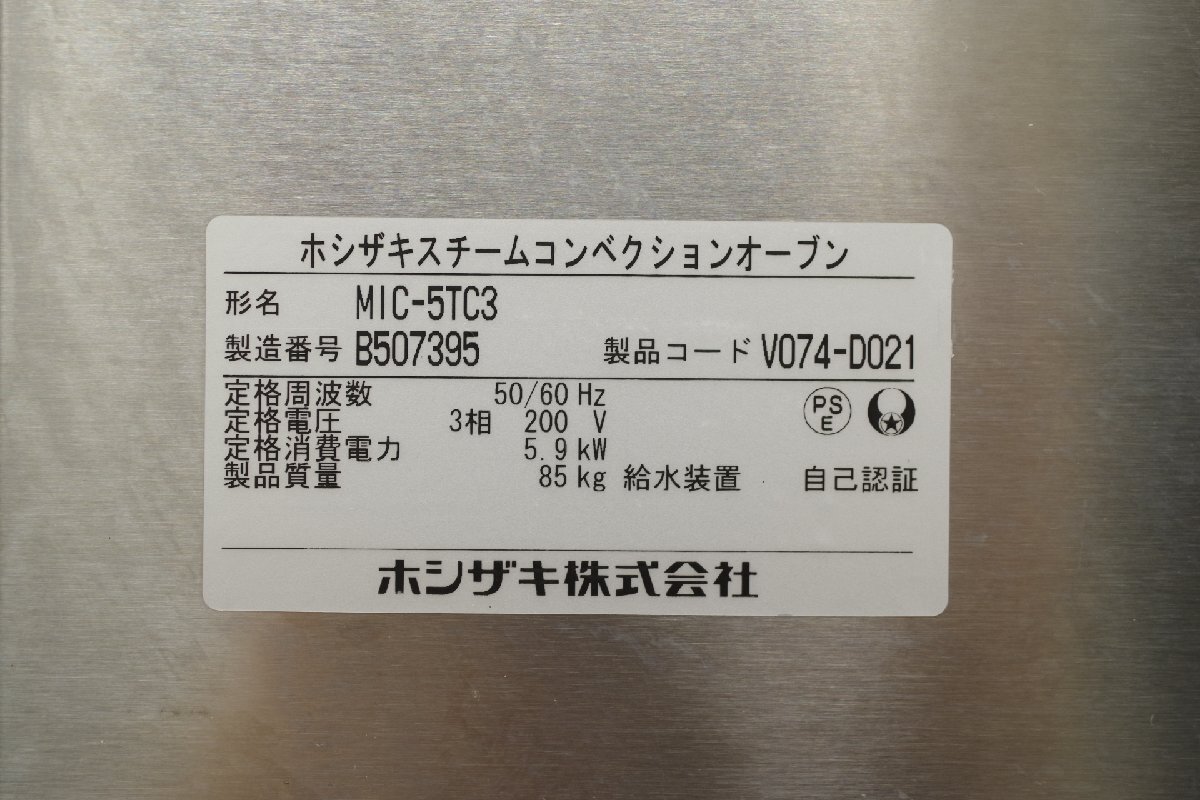 ホシザキスチームコンベクションオーブン
形名 MIC-5TC3
製造番号 B507395 製品コード V074-D021
定格周波数 50/60 Hz
定格電圧 3相 200 V
定格消費電力 5.9 kW
製品質量 85 kg 給水装置 自己認証
PS
E
ホシザキ株式会社